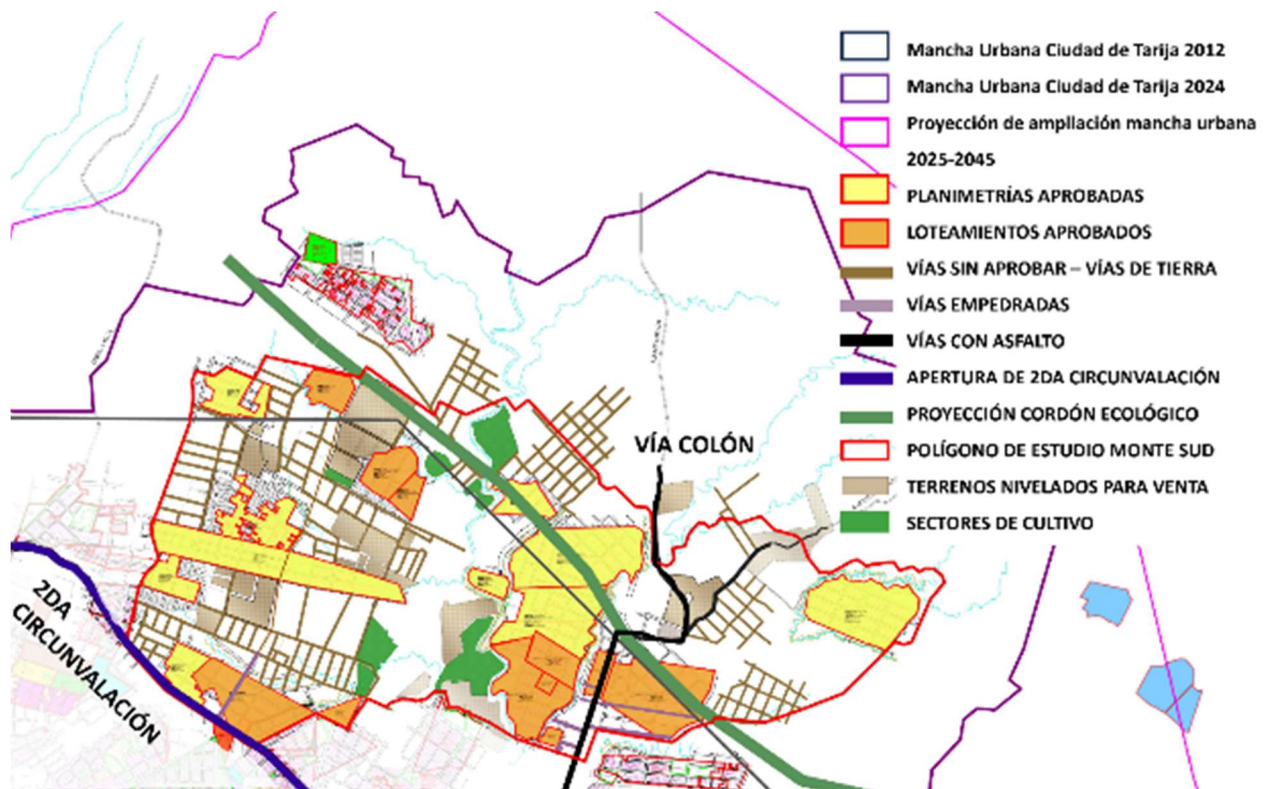 Mancha Urbana Ciudad de Tarija 2012
Mancha Urbana Ciudad de Tarija 2024
Proyección de ampliación mancha urbana
2025-2045
PLANIMETRÍAS APROBADAS
LOTEAMIENTOS APROBADOS
VÍAS SIN APROBAR – VÍAS DE TIERRA
VÍAS EMPEDRADAS
VÍAS CON ASFALTO
APERTURA DE 2DA CIRCUNVALACIÓN
PROYECCIÓN CORDÓN ECOLÓGICO
POLÍGONO DE ESTUDIO MONTE SUD
TERRENOS NIVELADOS PARA VENTA
SECTORES DE CULTIVO
VÍA COLÓN
2DA
CIRCUNVALACIÓN